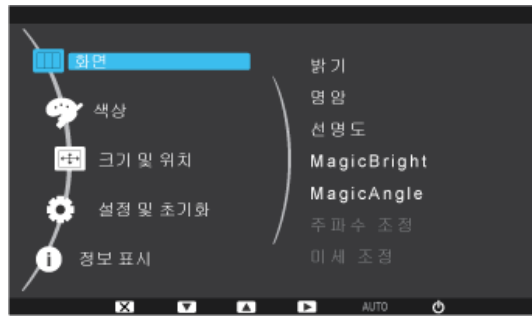 화면
색상
크기 및 위치
설정 및 초기화
정보 표시
밝기
명암
선명도
MagicBright
MagicAngle
주파수 조정
미세 조정
AUTO